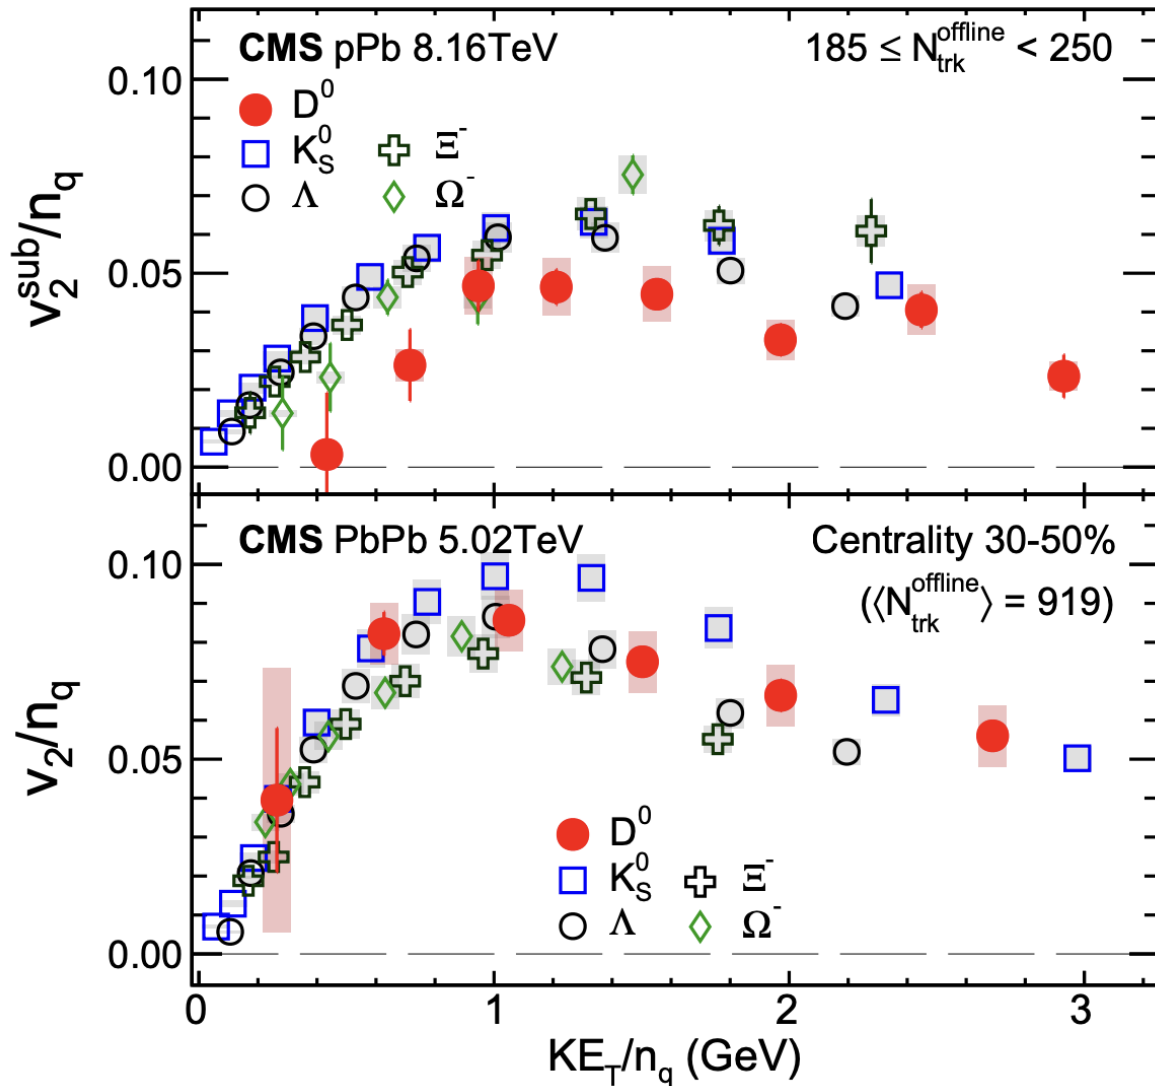 CMS pPb 8.16TeV
185 ≤ N_trk^offline < 250
D^0
K_S^0
Ξ^-
Λ
Ω^-
v_2^sub/n_q
0.10
0.05
0.00
CMS PbPb 5.02TeV
Centrality 30-50%
(⟨N_trk^offline⟩ = 919)
v_2/n_q
0.10
0.05
0.00
D^0
K_S^0
Ξ^-
Λ
Ω^-
0
1
2
3
KE_T/n_q (GeV)